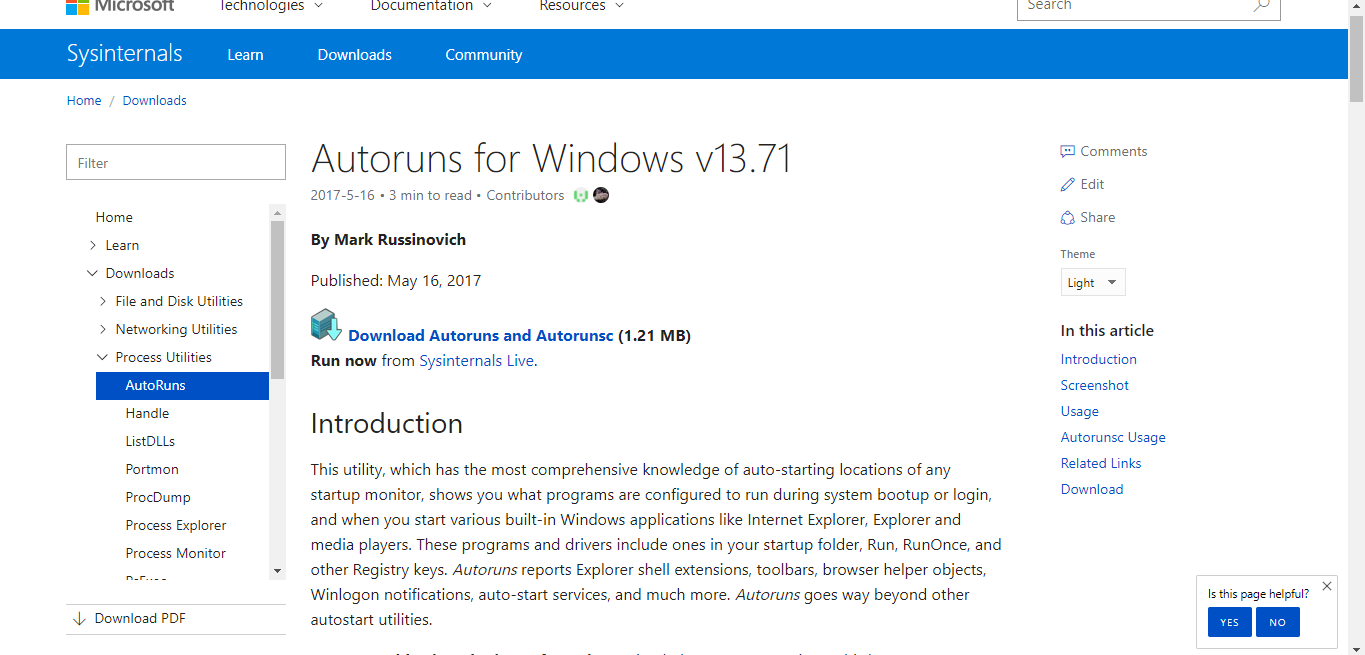 Microsoft
Technologies
Documentation
Resources
Search
Sysinternals
Learn
Downloads
Community
Home / Downloads
Filter
Home
Learn
Downloads
File and Disk Utilities
Networking Utilities
Process Utilities
AutoRuns
Handle
ListDLLs
Portmon
ProcDump
Process Explorer
Process Monitor
Download PDF
Autoruns for Windows v13.71
2017-5-16 • 3 min to read • Contributors
By Mark Russinovich
Published: May 16, 2017
Download Autoruns and Autorunsc (1.21 MB)
Run now from Sysinternals Live.
Introduction
This utility, which has the most comprehensive knowledge of auto-starting locations of any
startup monitor, shows you what programs are configured to run during system bootup or login,
and when you start various built-in Windows applications like Internet Explorer, Explorer and
media players. These programs and drivers include ones in your startup folder, Run, RunOnce, and
other Registry keys. Autoruns reports Explorer shell extensions, toolbars, browser helper objects,
Winlogon notifications, auto-start services, and much more. Autoruns goes way beyond other
autostart utilities.
Comments
Edit
Share
Theme
Light
In this article
Introduction
Screenshot
Usage
Autorunsc Usage
Related Links
Download
Is this page helpful?
YES
NO